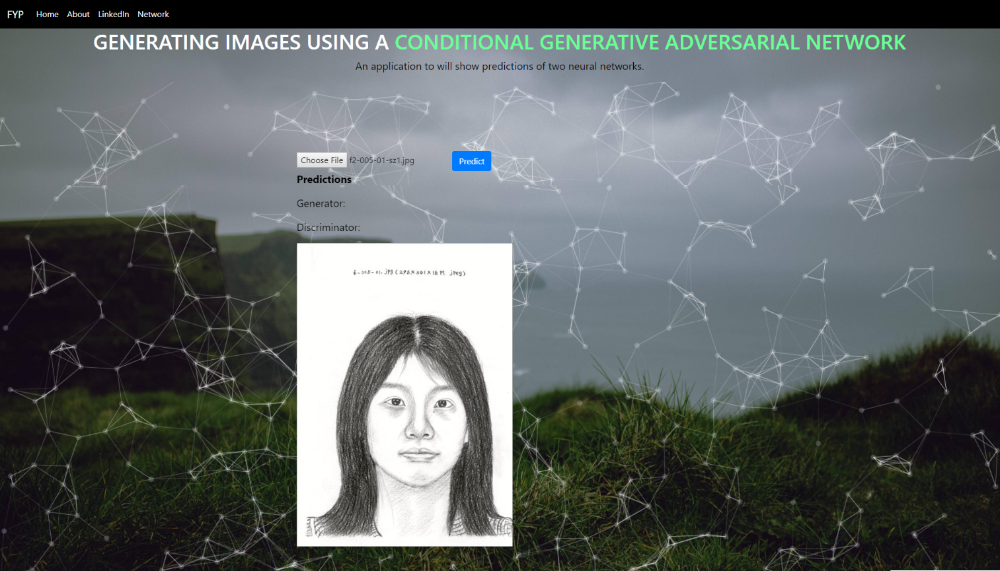 FYP Home About LinkedIn Network
GENERATING IMAGES USING A CONDITIONAL GENERATIVE ADVERSARIAL NETWORK
An application to will show predictions of two neural networks.
Choose File f2-005-01-sz1.jpg Predict
Predictions
Generator:
Discriminator:
f-005-01.jpg (298×301×16M jpeg)